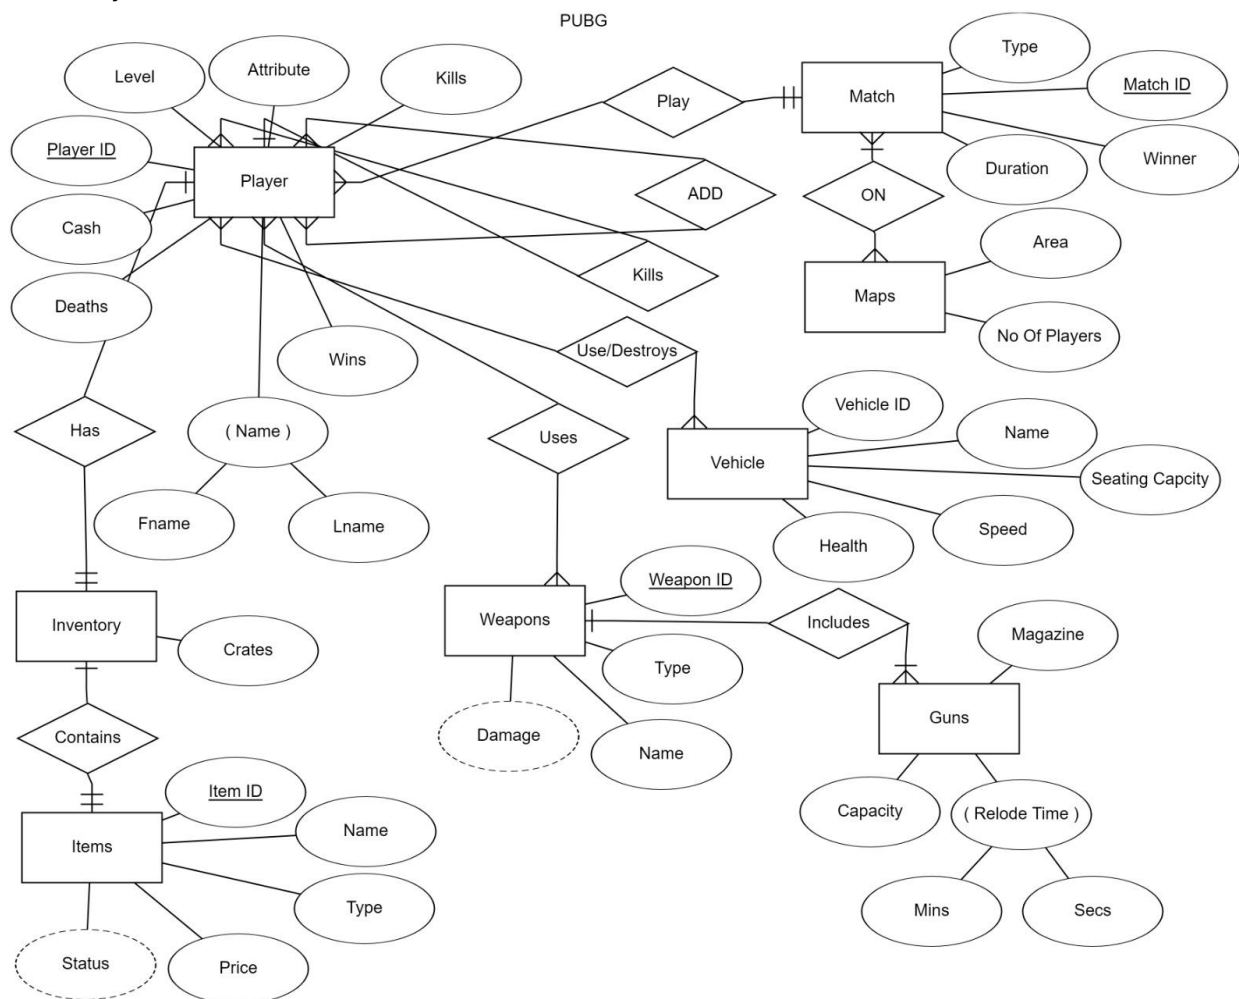 PUBG
Type
Level
Attribute
Kills
Match ID
Play
Match
Player ID
Player
Winner
Duration
ADD
ON
Cash
Area
Kills
Maps
Deaths
No Of Players
Wins
Use/Destroys
Vehicle ID
Has
( Name )
Uses
Name
Vehicle
Seating Capcity
Fname
Lname
Speed
Health
Weapon ID
Inventory
Weapons
Includes
Magazine
Crates
Type
Guns
Contains
Damage
Name
Item ID
Capacity
( Relode Time )
Name
Items
Type
Mins
Secs
Status
Price